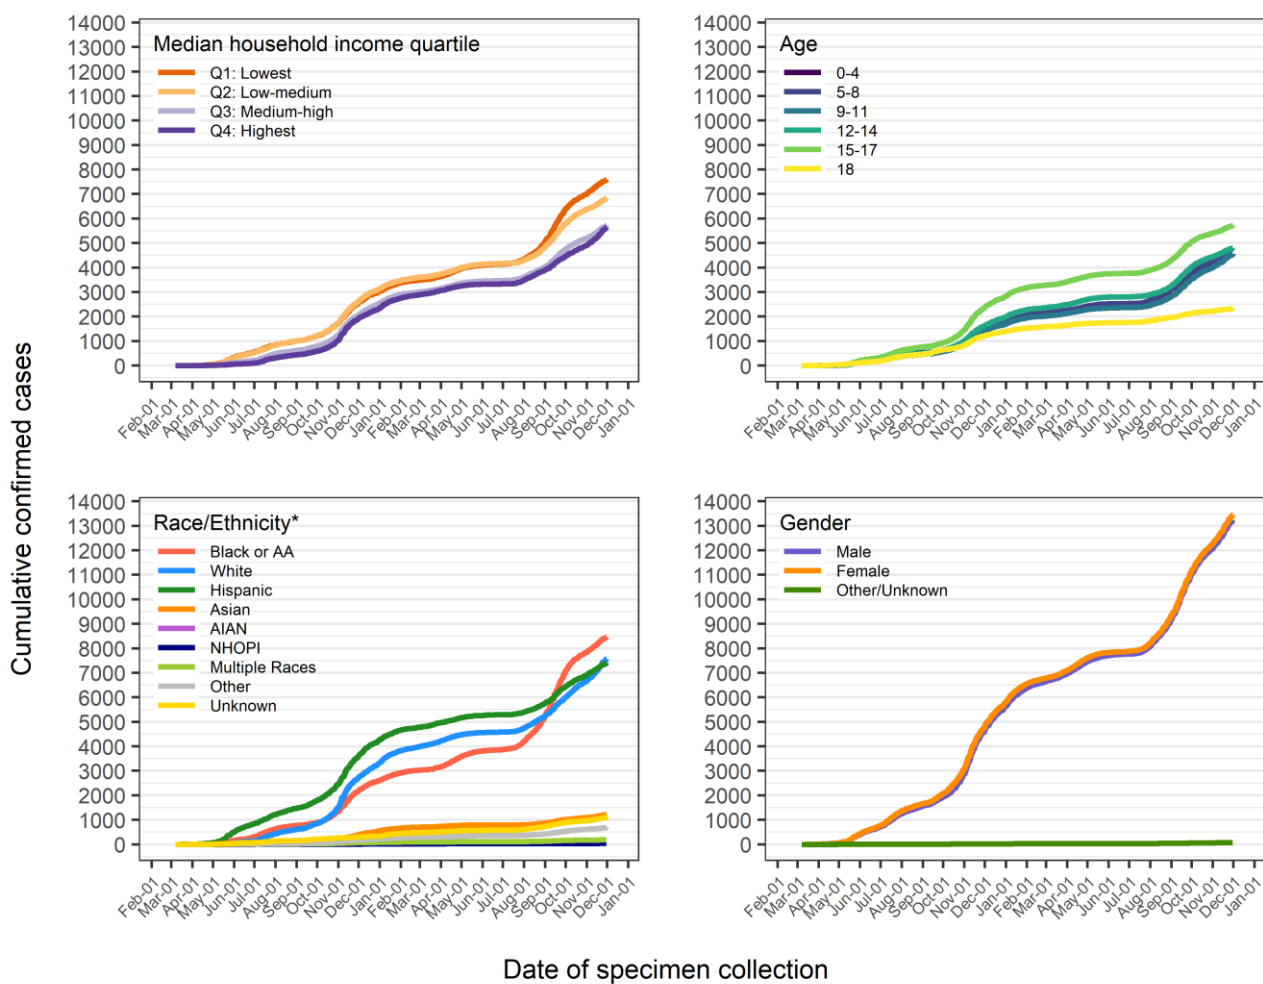 Cumulative confirmed cases
14000
13000
12000
11000
10000
9000
8000
7000
6000
5000
4000
3000
2000
1000
0
Median household income quartile
Q1: Lowest
Q2: Low-medium
Q3: Medium-high
Q4: Highest
Feb-01
Mar-01
Apr-01
May-01
Jun-01
Jul-01
Aug-01
Sep-01
Oct-01
Nov-01
Dec-01
Jan-01
Feb-01
Mar-01
Apr-01
May-01
Jun-01
Jul-01
Aug-01
Sep-01
Oct-01
Nov-01
Dec-01
Jan-01
14000
13000
12000
11000
10000
9000
8000
7000
6000
5000
4000
3000
2000
1000
0
Age
0-4
5-8
9-11
12-14
15-17
18
Feb-01
Mar-01
Apr-01
May-01
Jun-01
Jul-01
Aug-01
Sep-01
Oct-01
Nov-01
Dec-01
Jan-01
Feb-01
Mar-01
Apr-01
May-01
Jun-01
Jul-01
Aug-01
Sep-01
Oct-01
Nov-01
Dec-01
Jan-01
14000
13000
12000
11000
10000
9000
8000
7000
6000
5000
4000
3000
2000
1000
0
Race/Ethnicity*
Black or AA
White
Hispanic
Asian
AIAN
NHOPI
Multiple Races
Other
Unknown
Feb-01
Mar-01
Apr-01
May-01
Jun-01
Jul-01
Aug-01
Sep-01
Oct-01
Nov-01
Dec-01
Jan-01
Feb-01
Mar-01
Apr-01
May-01
Jun-01
Jul-01
Aug-01
Sep-01
Oct-01
Nov-01
Dec-01
Jan-01
14000
13000
12000
11000
10000
9000
8000
7000
6000
5000
4000
3000
2000
1000
0
Gender
Male
Female
Other/Unknown
Feb-01
Mar-01
Apr-01
May-01
Jun-01
Jul-01
Aug-01
Sep-01
Oct-01
Nov-01
Dec-01
Jan-01
Feb-01
Mar-01
Apr-01
May-01
Jun-01
Jul-01
Aug-01
Sep-01
Oct-01
Nov-01
Dec-01
Jan-01
Date of specimen collection